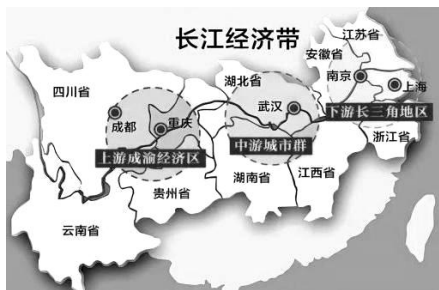 长江经济带
江苏省
安徽省
南京
上海
湖北省
四川省
武汉
成都
重庆
下游长三角地区
浙江省
中游城市群
上游成渝经济区
贵州省
湖南省
江西省
云南省